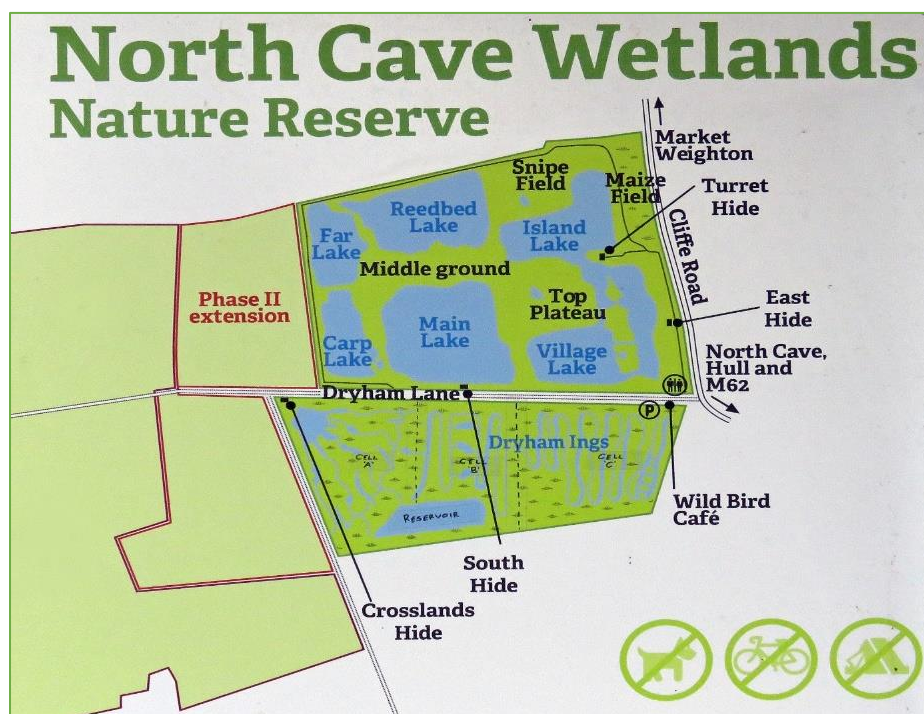 North Cave Wetlands
Nature Reserve
Market
Weighton
Snipe
Field
Maize
Field
Turret
Hide
Reedbed
Lake
Island
Lake
Far
Lake
Cliffe Road
Middle ground
Phase II
extension
Top
Plateau
East
Hide
Main
Lake
Carp
Lake
Village
Lake
North Cave,
Hull and
M62
Dryham Lane
P
Dryham Ings
CELL
'A'
CELL
'B'
CELL
'C'
Wild Bird
Café
RESERVOIR
South
Hide
Crosslands
Hide